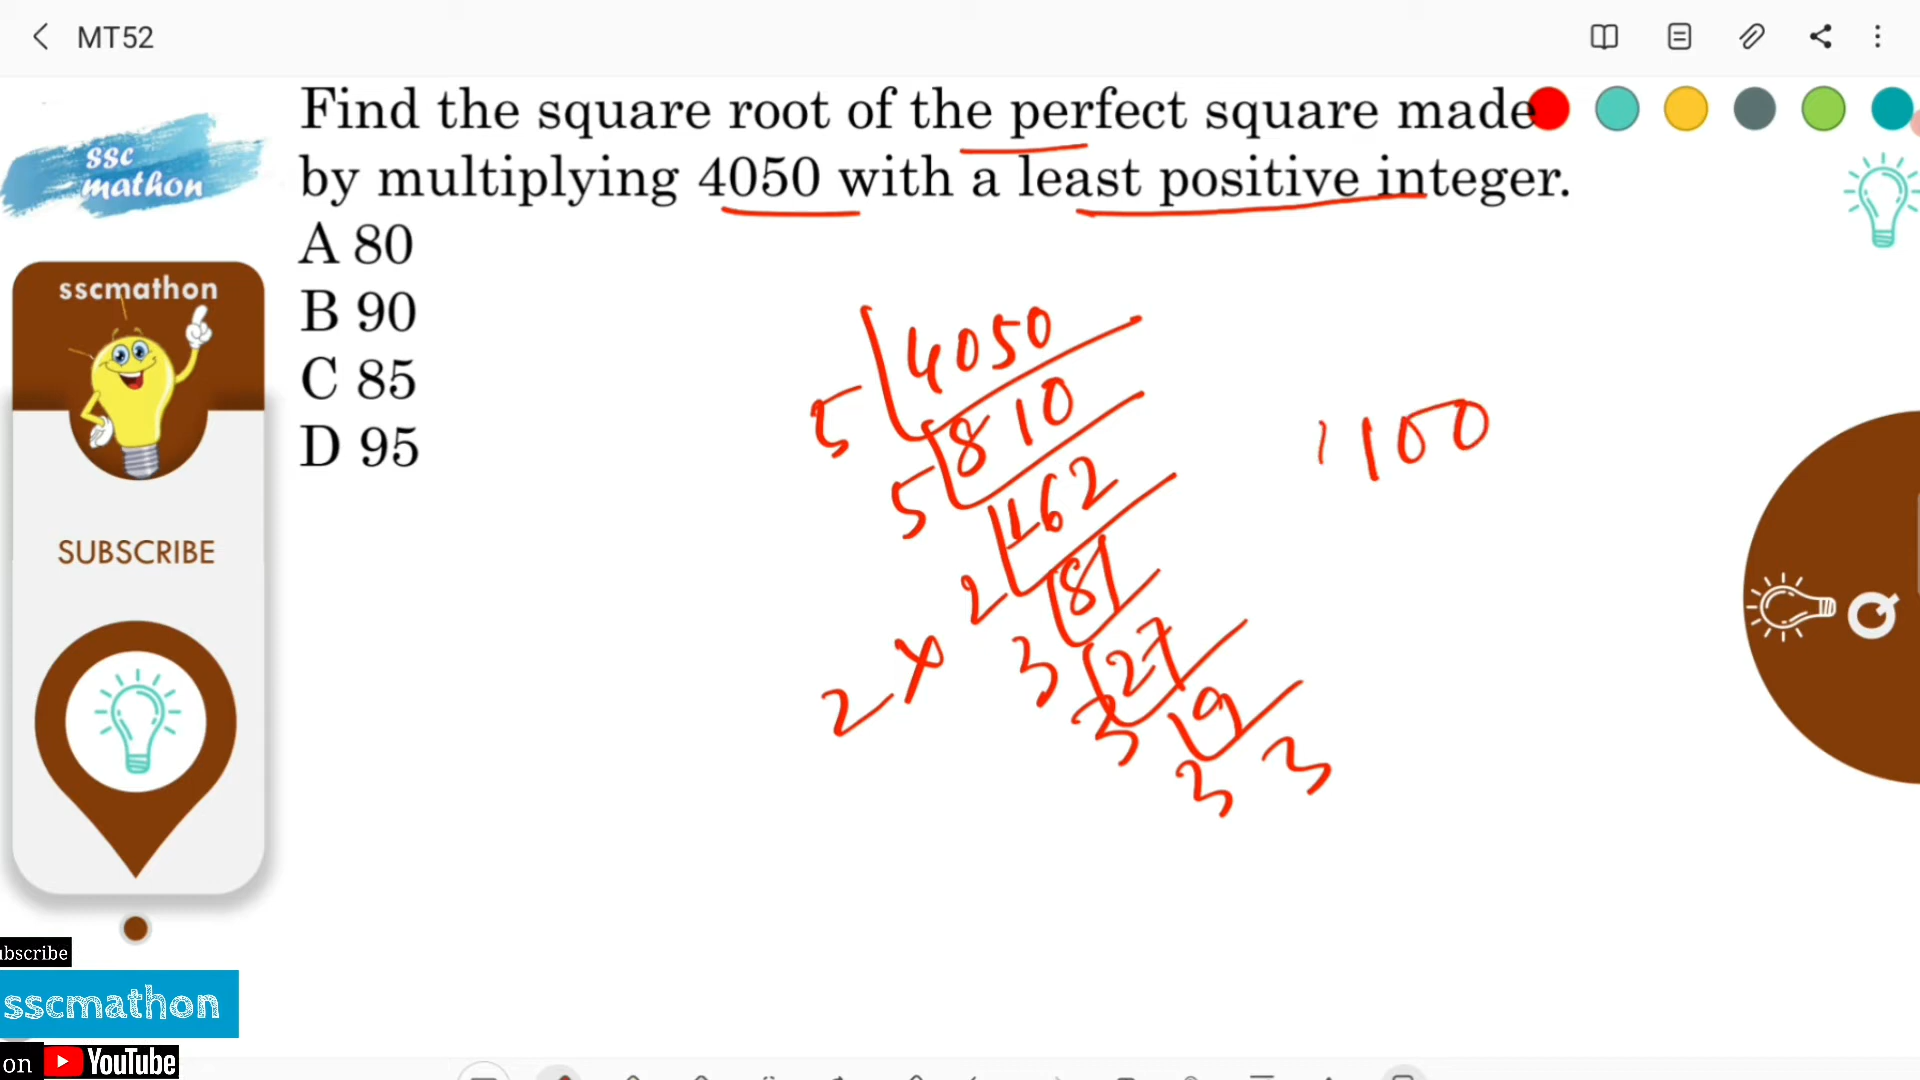 MT52
Find the square root of the perfect square made
by multiplying 4050 with a least positive integer.
A 80
B 90
C 85
D 95
ssc
mathon
sscmathon
SUBSCRIBE
4050
5 810
5 162
2 81
2 × 3 27
3 9
3 3
1100
Q
ubscribe
sscmathon
on YouTube